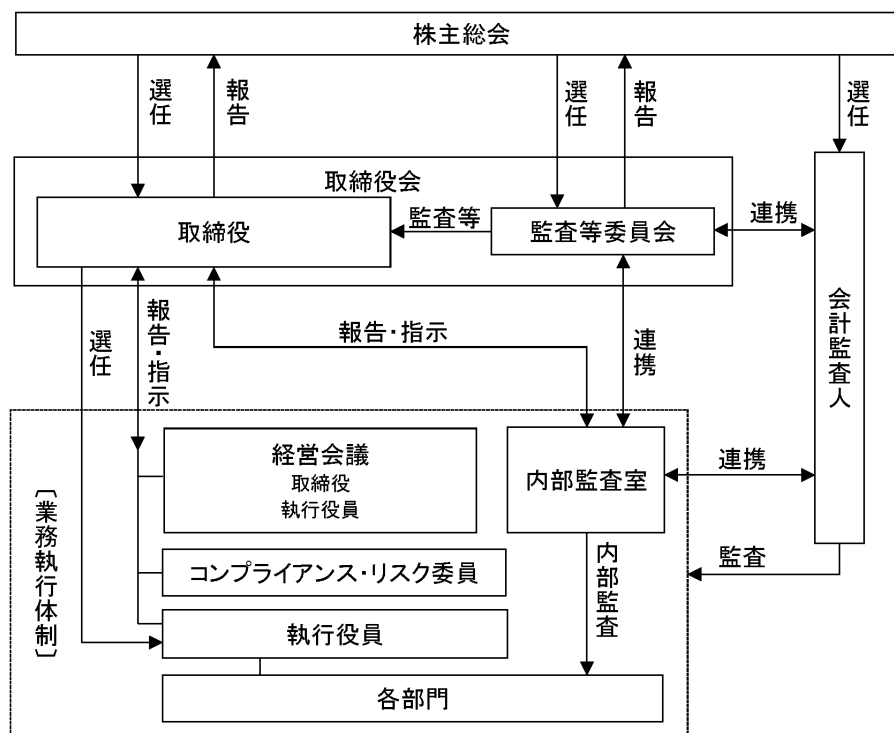 株主総会
選任
報告
選任
報告
選任
取締役会
取締役
監査等
監査等委員会
連携
会計監査人
選任
報告・指示
報告・指示
連携
経営会議
取締役
執行役員
内部監査室
連携
〔業務執行体制〕
コンプライアンス・リスク委員
内部監査
監査
執行役員
各部門